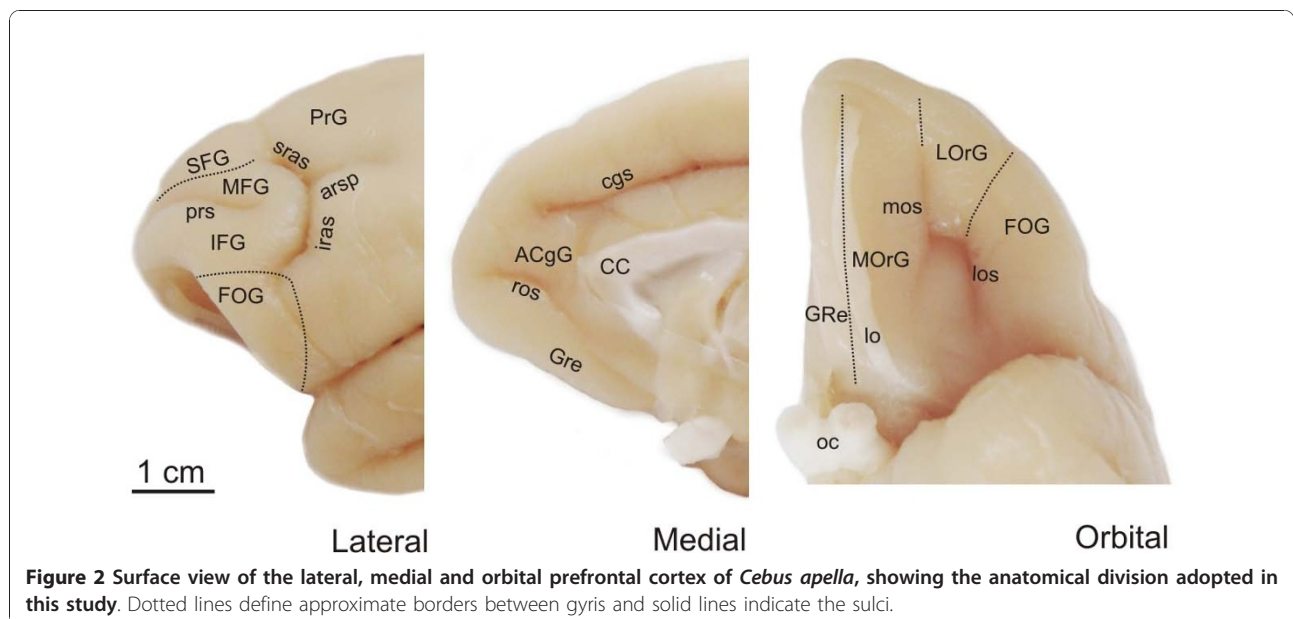 PrG
SFG
sras
MFG
arsp
prs
iras
IFG
FOG
1 cm
Lateral
cgs
ACgG
CC
ros
Gre
Medial
LOrG
mos
FOG
MOrG
los
GRe
lo
oc
Orbital
Figure 2 Surface view of the lateral, medial and orbital prefrontal cortex of Cebus apella, showing the anatomical division adopted in
this study. Dotted lines define approximate borders between gyris and solid lines indicate the sulci.